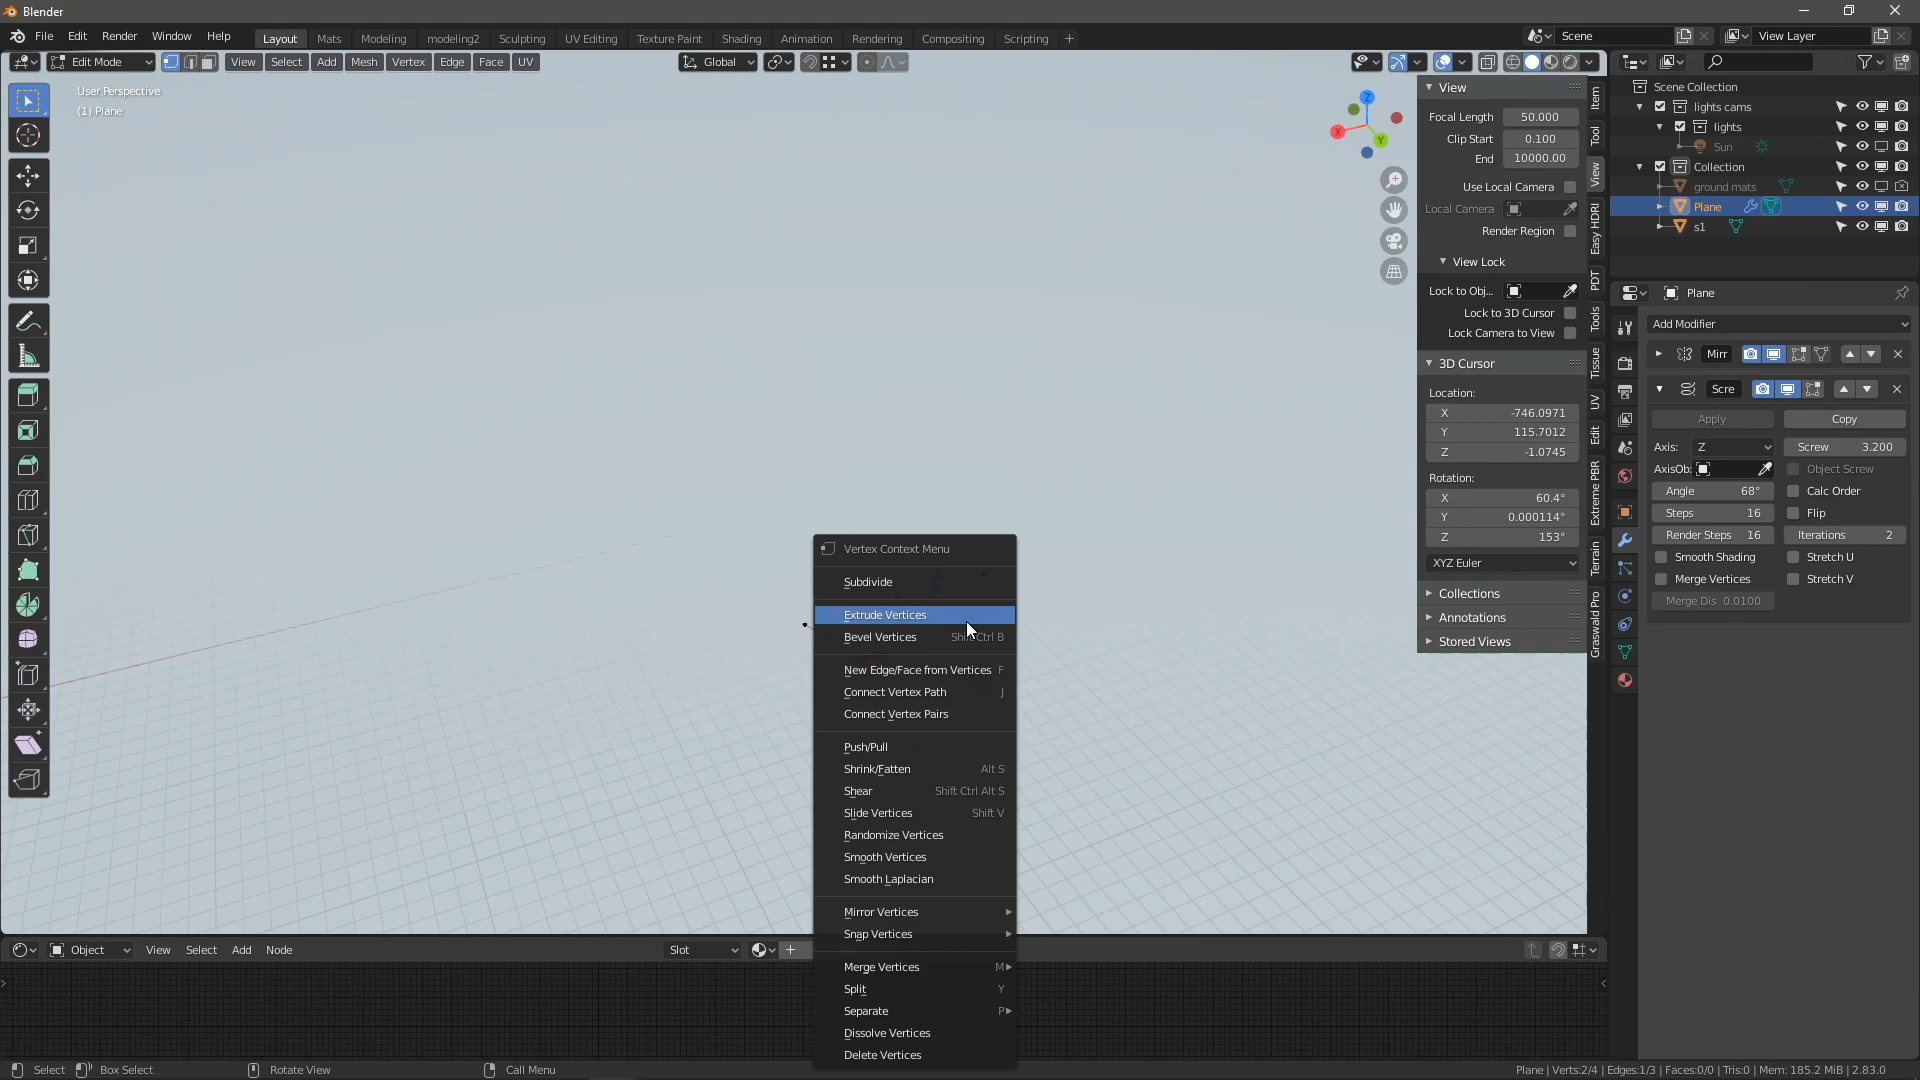 Blender
File Edit Render Window Help
Layout Mats Modeling modeling2 Sculpting UV Editing Texture Paint Shading Animation Rendering Compositing Scripting +
Scene
View Layer
Edit Mode
View Select Add Mesh Vertex Edge Face UV
Global
User Perspective
(1) Plane
Z
X
Y
View
Focal Length 50.000
Clip Start 0.100
End 10000.00
Use Local Camera
Local Camera
Render Region
View Lock
Lock to Obj...
Lock to 3D Cursor
Lock Camera to View
3D Cursor
Location:
X -746.0971
Y 115.7012
Z -1.0745
Rotation:
X 60.4°
Y 0.000114°
Z 153°
XYZ Euler
Collections
Annotations
Stored Views
Item
Tool
View
Easy HDRI
PDT
Tools
Tissue
UV
Edit
Extreme PBR
Terrain
Graswald Pro
Scene Collection
lights cams
lights
Sun
Collection
ground mats
Plane
s1
Plane
Add Modifier
Mirr
Scre
Apply Copy
Axis: Z Screw 3.200
AxisOb: Object Screw
Angle 68° Calc Order
Steps 16 Flip
Render Steps 16 Iterations 2
Smooth Shading Stretch U
Merge Vertices Stretch V
Merge Dis 0.0100
Vertex Context Menu
Subdivide
Extrude Vertices
Bevel Vertices Shift Ctrl B
New Edge/Face from Vertices F
Connect Vertex Path J
Connect Vertex Pairs
Push/Pull
Shrink/Fatten Alt S
Shear Shift Ctrl Alt S
Slide Vertices Shift V
Randomize Vertices
Smooth Vertices
Smooth Laplacian
Mirror Vertices
Snap Vertices
Merge Vertices M
Split Y
Separate P
Dissolve Vertices
Delete Vertices
Object View Select Add Node
Slot
Select Box Select Rotate View Call Menu
Plane | Verts:2/4 | Edges:1/3 | Faces:0/0 | Tris:0 | Mem: 185.2 MiB | 2.83.0